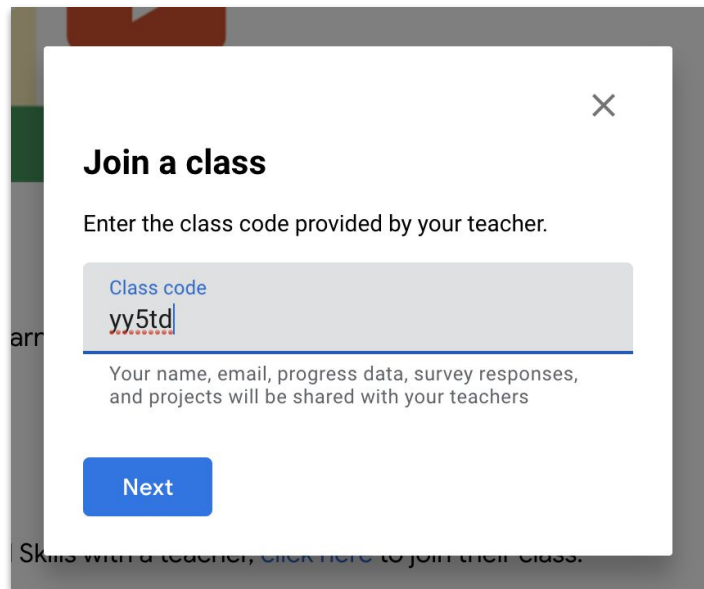 Join a class
Enter the class code provided by your teacher.
Class code
yy5td
arn
Your name, email, progress data, survey responses,
and projects will be shared with your teachers
Next
Skills with a teacher, click here to join their class.